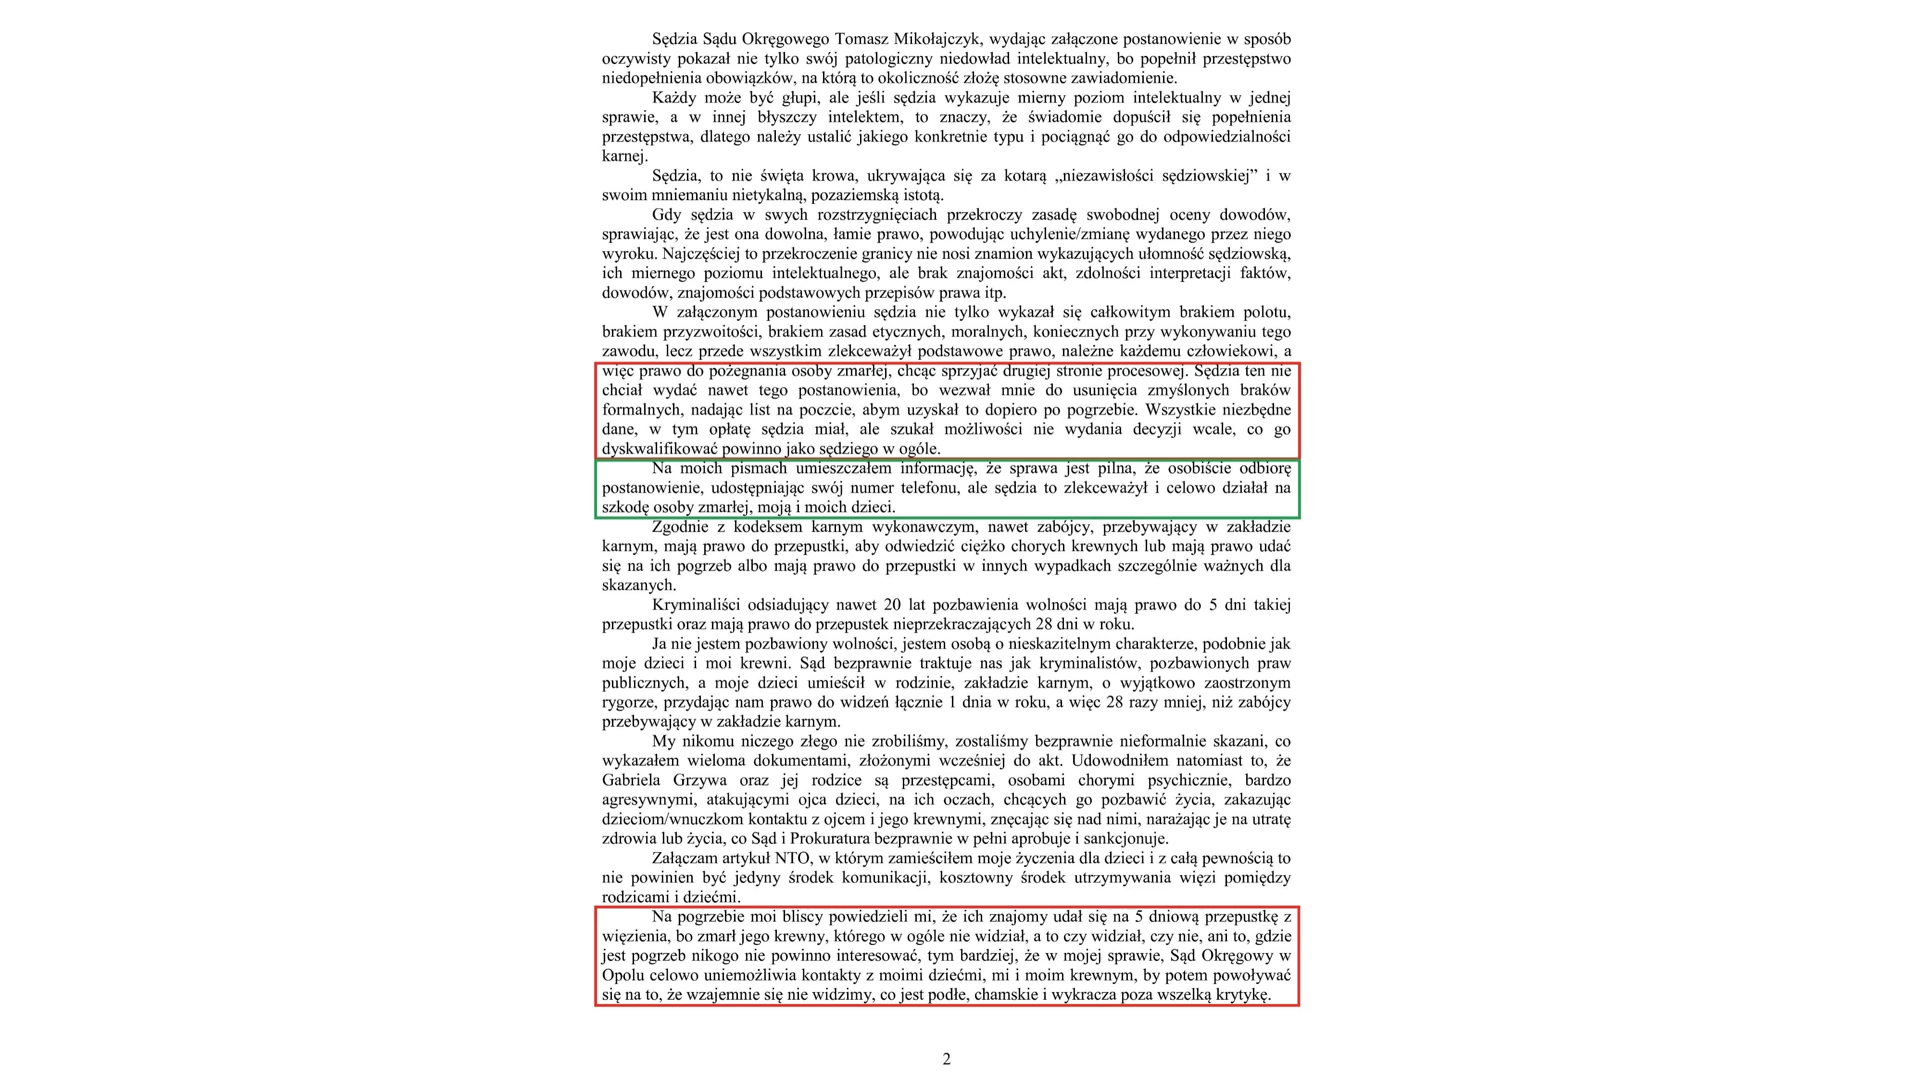 Sędzia Sądu Okręgowego Tomasz Mikołajczyk, wydając załączone postanowienie w sposób
oczywisty pokazał nie tylko swój patologiczny niedowład intelektualny, bo popełnił przestępstwo
niedopełnienia obowiązków, na którą to okoliczność złożę stosowne zawiadomienie.
Każdy może być głupi, ale jeśli sędzia wykazuje mierny poziom intelektualny w jednej
sprawie, a w innej błyszczy intelektem, to znaczy, że świadomie dopuścił się popełnienia
przestępstwa, dlatego należy ustalić jakiego konkretnie typu i pociągnąć go do odpowiedzialności
karnej.
Sędzia, to nie święta krowa, ukrywająca się za kotarą „niezawisłości sędziowskiej” i w
swoim mniemaniu nietykalną, pozaziemską istotą.
Gdy sędzia w swych rozstrzygnięciach przekroczy zasadę swobodnej oceny dowodów,
sprawiając, że jest ona dowolna, łamie prawo, powodując uchylenie/zmianę wydanego przez niego
wyroku. Najczęściej to przekroczenie granicy nie nosi znamion wykazujących ułomność sędziowską,
ich miernego poziomu intelektualnego, ale brak znajomości akt, zdolności interpretacji faktów,
dowodów, znajomości podstawowych przepisów prawa itp.
W załączonym postanowieniu sędzia nie tylko wykazał się całkowitym brakiem polotu,
brakiem przyzwoitości, brakiem zasad etycznych, moralnych, koniecznych przy wykonywaniu tego
zawodu, lecz przede wszystkim zlekceważył podstawowe prawo, należne każdemu człowiekowi, a
więc prawo do pożegnania osoby zmarłej, chcąc sprzyjać drugiej stronie procesowej. Sędzia ten nie
chciał wydać nawet tego postanowienia, bo wezwał mnie do usunięcia zmyślonych braków
formalnych, nadając list na poczcie, abym uzyskał to dopiero po pogrzebie. Wszystkie niezbędne
dane, w tym opłatę sędzia miał, ale szukał możliwości nie wydania decyzji wcale, co go
dyskwalifikować powinno jako sędziego w ogóle.
Na moich pismach umieszczałem informację, że sprawa jest pilna, że osobiście odbiorę
postanowienie, udostępniając swój numer telefonu, ale sędzia to zlekceważył i celowo działał na
szkodę osoby zmarłej, moją i moich dzieci.
Zgodnie z kodeksem karnym wykonawczym, nawet zabójcy, przebywający w zakładzie
karnym, mają prawo do przepustki, aby odwiedzić ciężko chorych krewnych lub mają prawo udać
się na ich pogrzeb albo mają prawo do przepustki w innych wypadkach szczególnie ważnych dla
skazanych.
Kryminaliści odsiadujący nawet 20 lat pozbawienia wolności mają prawo do 5 dni takiej
przepustki oraz mają prawo do przepustek nieprzekraczających 28 dni w roku.
Ja nie jestem pozbawiony wolności, jestem osobą o nieskazitelnym charakterze, podobnie jak
moje dzieci i moi krewni. Sąd bezprawnie traktuje nas jak kryminalistów, pozbawionych praw
publicznych, a moje dzieci umieścił w rodzinie, zakładzie karnym, o wyjątkowo zaostrzonym
rygorze, przydając nam prawo do widzeń łącznie 1 dnia w roku, a więc 28 razy mniej, niż zabójcy
przebywający w zakładzie karnym.
My nikomu niczego złego nie zrobiliśmy, zostaliśmy bezprawnie nieformalnie skazani, co
wykazałem wieloma dokumentami, złożonymi wcześniej do akt. Udowodniłem natomiast to, że
Gabriela Grzywa oraz jej rodzice są przestępcami, osobami chorymi psychicznie, bardzo
agresywnymi, atakującymi ojca dzieci, na ich oczach, chcących go pozbawić życia, zakazując
dzieciom/wnuczkom kontaktu z ojcem i jego krewnymi, znęcając się nad nimi, narażając je na utratę
zdrowia lub życia, co Sąd i Prokuratura bezprawnie w pełni aprobuje i sankcjonuje.
Załączam artykuł NTO, w którym zamieściłem moje życzenia dla dzieci i z całą pewnością to
nie powinien być jedyny środek komunikacji, kosztowny środek utrzymywania więzi pomiędzy
rodzicami i dziećmi.
Na pogrzebie moi bliscy powiedzieli mi, że ich znajomy udał się na 5 dniową przepustkę z
więzienia, bo zmarł jego krewny, którego w ogóle nie widział, a to czy widział, czy nie, ani to, gdzie
jest pogrzeb nikogo nie powinno interesować, tym bardziej, że w mojej sprawie, Sąd Okręgowy w
Opolu celowo uniemożliwia kontakty z moimi dziećmi, mi i moim krewnym, by potem powoływać
się na to, że wzajemnie się nie widzimy, co jest podłe, chamskie i wykracza poza wszelką krytykę.
2